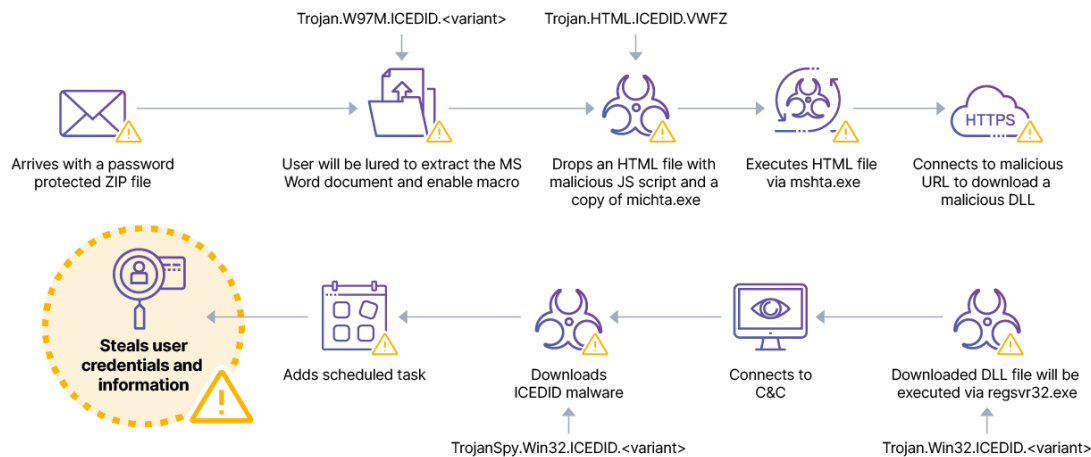 Trojan.W97M.ICEDID.<variant>
Trojan.HTML.ICEDID.VWFZ
HTTPS
Arrives with a password
protected ZIP file
User will be lured to extract the MS
Word document and enable macro
Drops an HTML file with
malicious JS script and a
copy of michta.exe
Executes HTML file
via mshta.exe
Connects to malicious
URL to download a
malicious DLL
Steals user
credentials and
information
Adds scheduled task
Downloads
ICEDID malware
Connects to
C&C
Downloaded DLL file will be
executed via regsvr32.exe
TrojanSpy.Win32.ICEDID.<variant>
Trojan.Win32.ICEDID.<variant>